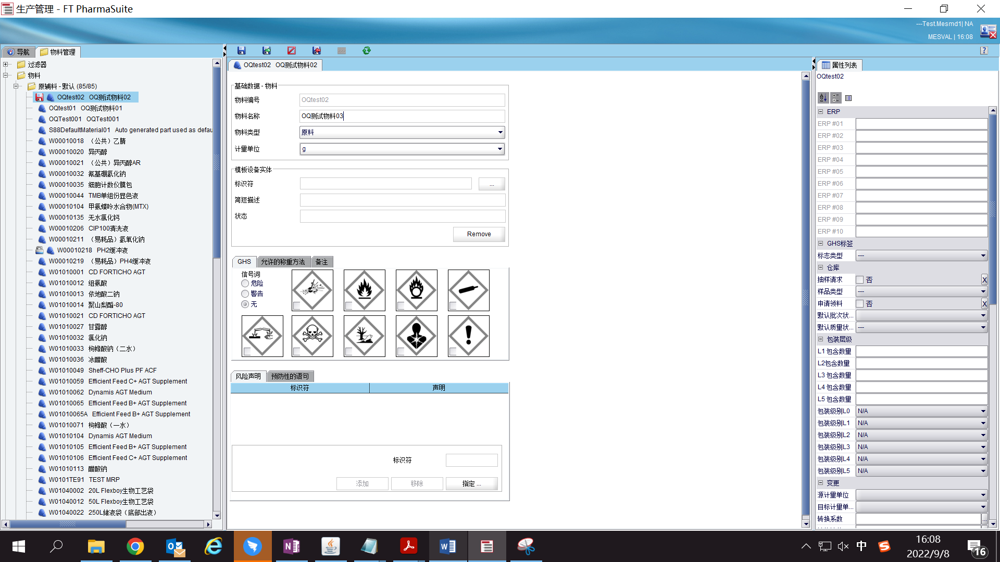 生产管理 - FT PharmaSuite
---Test.Mesmd1| NA
MESVAL | 16:08
导航
物料管理
过滤器
物料
原辅料 - 默认 (85/85)
OQtest02 OQ测试物料02
OQtest01 OQ测试物料01
OQTest001 OQTest001
S88DefaultMaterial01 Auto generated part used as defau
W00010018 （公共）乙腈
W00010020 异丙醇
W00010021 （公共）异丙醇AR
W00010032 氰基硼氢化钠
W00010035 细胞计数仪膜包
W00010044 TMB单组份显色液
W00010104 甲氨蝶呤水合物(MTX)
W00010135 无水氯化钙
W00010206 CIP100清洗液
W00010211 （易耗品）氢氧化钠
W00010218 PH2缓冲液
W00010219 （易耗品）PH4缓冲液
W01010001 CD FORTICHO AGT
W01010012 组氨酸
W01010013 依地酸二钠
W01010014 聚山梨酯-80
W01010021 CD FORTICHO AGT
W01010027 甘露醇
W01010032 氯化钠
W01010033 枸橼酸钠（二水）
W01010036 冰醋酸
W01010049 Sheff-CHO Plus PF ACF
W01010059 Efficient Feed C+ AGT Supplement
W01010062 Dynamis AGT Medium
W01010065 Efficient Feed B+ AGT Supplement
W01010065A Efficient Feed B+ AGT Supplement
W01010071 枸橼酸（一水）
W01010104 Dynamis AGT Medium
W01010105 Efficient Feed B+ AGT Supplement
W01010106 Efficient Feed C+ AGT Supplement
W01010113 醋酸钠
W0101TE91 TEST MRP
W01040002 20L Flexboy生物工艺袋
W01040012 50L Flexboy生物工艺袋
W01040022 250L储液袋（底部出液）
OQtest02 OQ测试物料02
基础数据 - 物料
物料编号 OQtest02
物料名称 OQ测试物料03
物料类型 原料
计量单位 g
模板设备实体
标识符 ...
简短描述
状态
Remove
GHS 允许的称重方法 备注
信号词
危险
警告
无
风险声明 预防性的语句
标识符 声明
标识符
添加 移除 指定 ...
?
属性列表
OQtest02
ERP
ERP #01
ERP #02
ERP #03
ERP #04
ERP #05
ERP #06
ERP #07
ERP #08
ERP #09
ERP #10
GHS标签
标志类型 ---
仓库
抽样请求 否 X
样品类型 ---
申请领料 否 X
默认批次状...
默认质量状... ---
包装层级
L1 包含数量
L2包含数量
L3 包含数量
L4 包含数量
L5 包含数量
包装级别L0 N/A
包装级别L1 N/A
包装级别L2 N/A
包装级别L3 N/A
包装级别L4 N/A
包装级别L5 N/A
变更
源计量单位
目标计量单...
转换系数 ...
中
16:08
2022/9/8
16